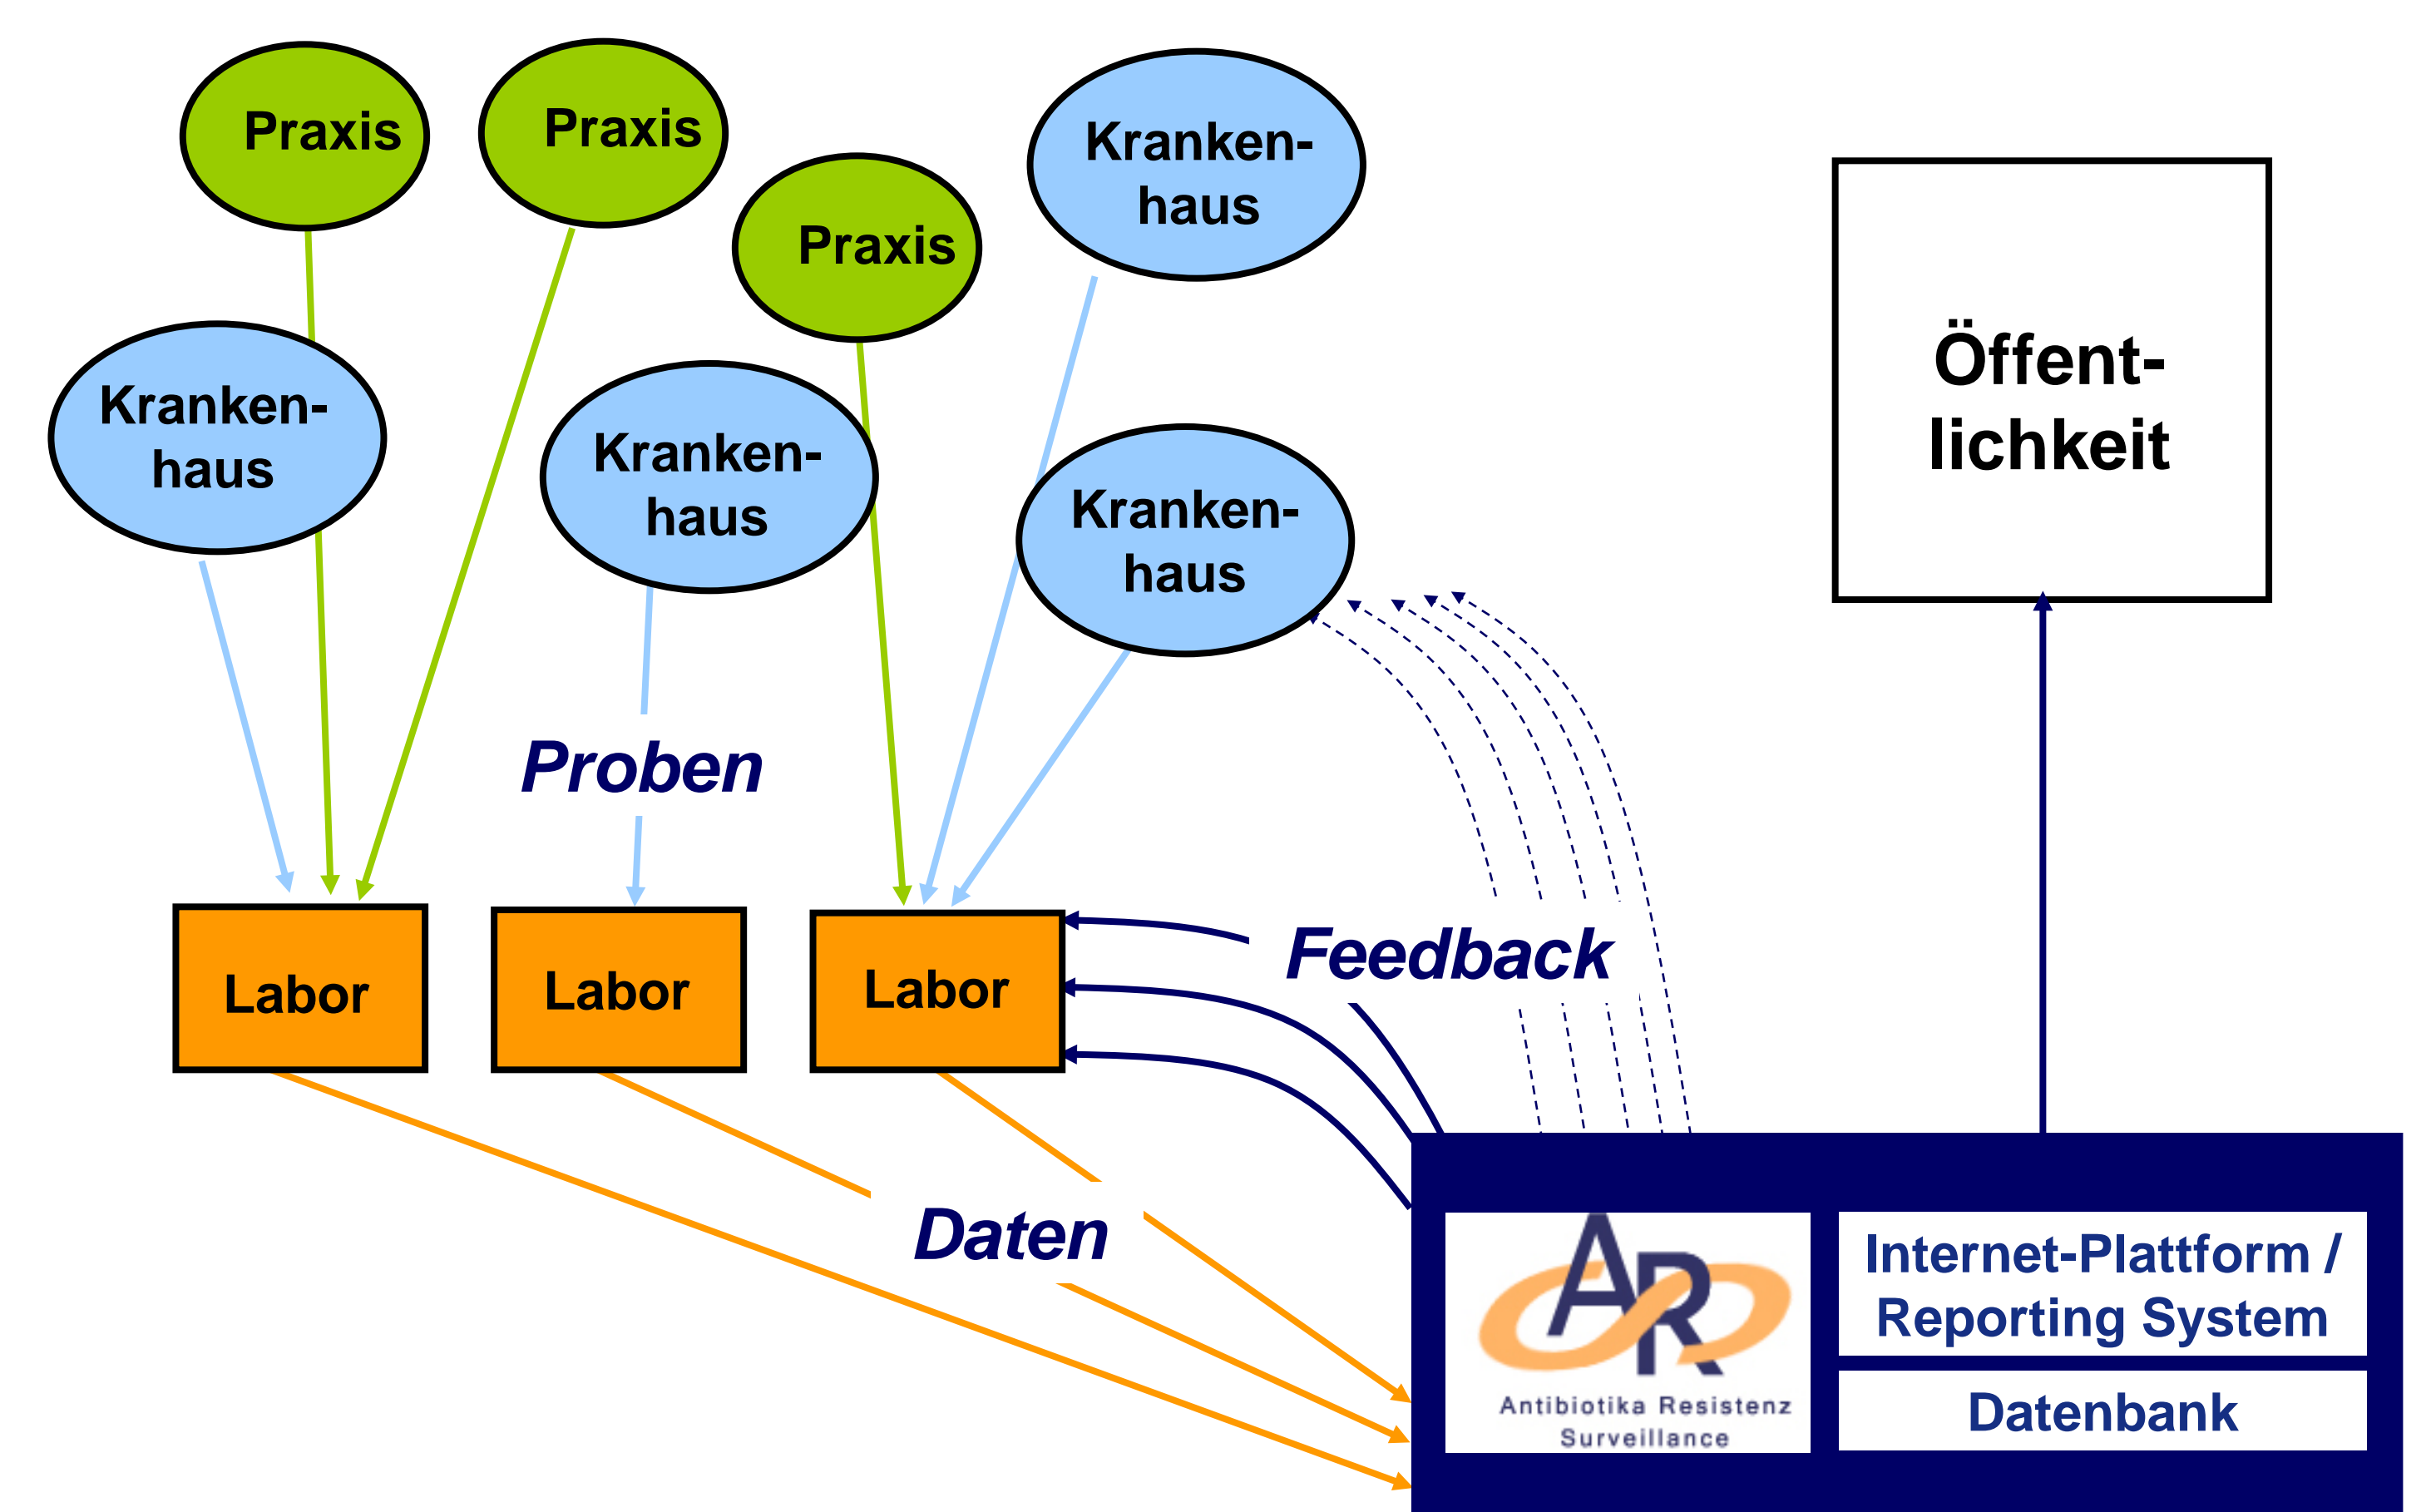 Praxis
Praxis
Praxis
Kranken-
haus
Kranken-
haus
Kranken-
haus
Kranken-
haus
Öffent-
lichkeit
Proben
Labor
Labor
Labor
Feedback
Daten
AR
Antibiotika Resistenz
Surveillance
Internet-Plattform /
Reporting System
Datenbank